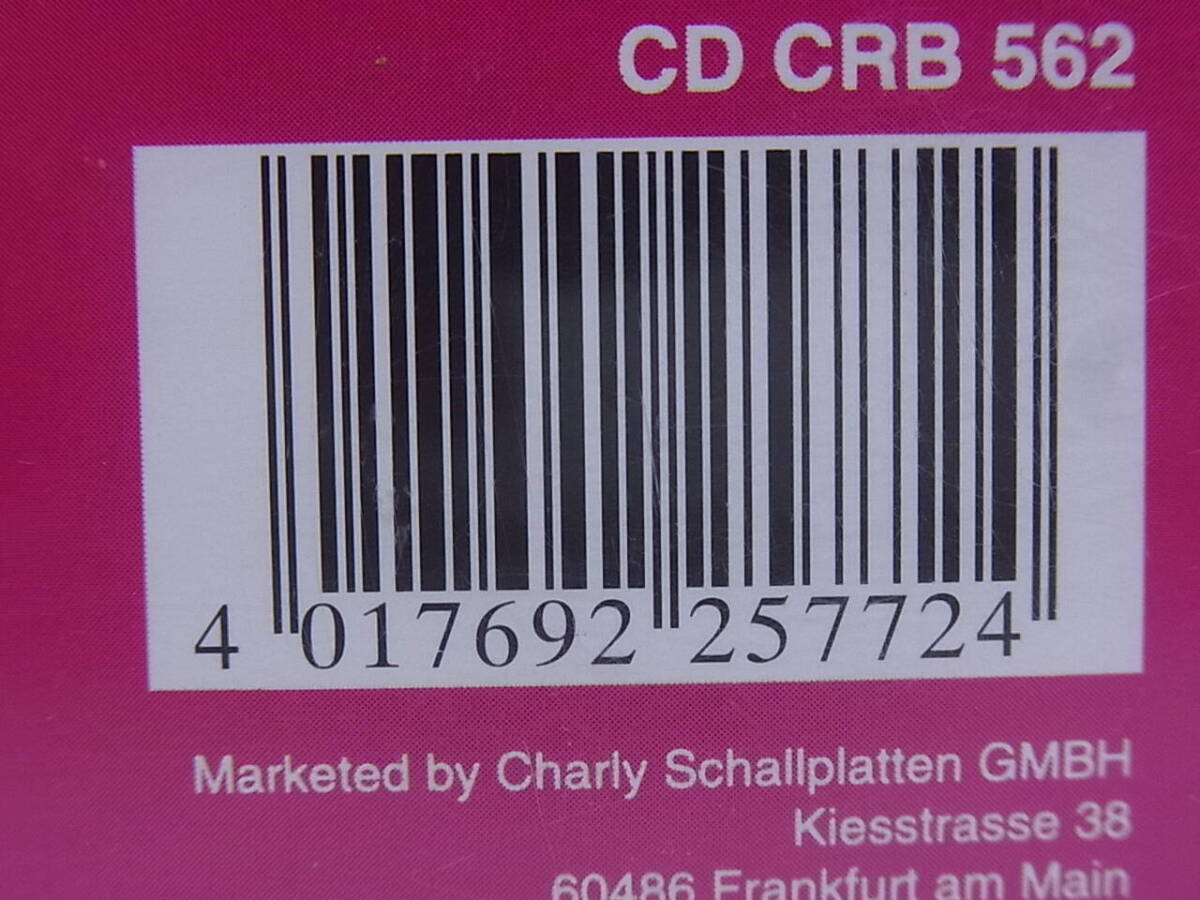 CD CRB 562
4 017692 257724
Marketed by Charly Schallplatten GMBH
Kiesstrasse 38
60486 Frankfurt am Main